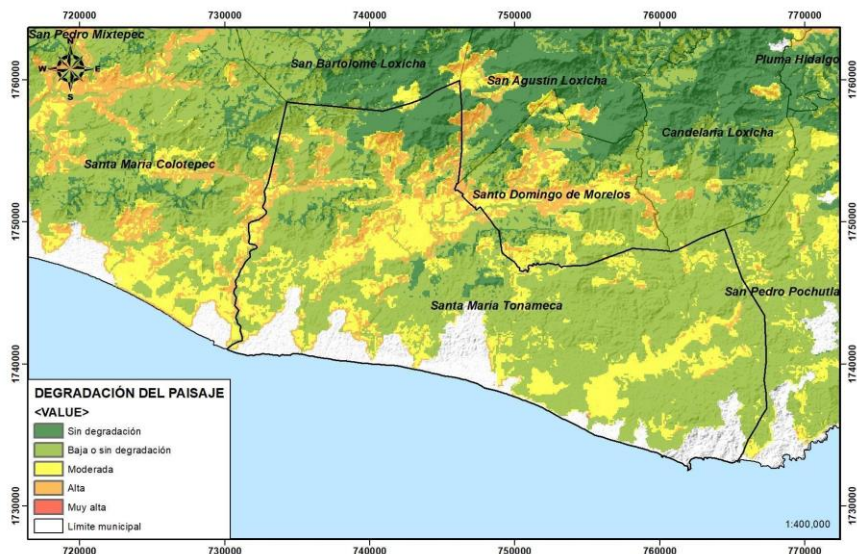 720000 730000 740000 750000 760000 770000
San Pedro Mixtepec
N
W E
S
San Bartolome Loxicha
Pluma Hidalgo
San Agustín Loxicha
1760000 1760000
Candelaria Loxicha
Santa María Colotepec
Santo Domingo de Morelos
1750000 1750000
San Pedro Pochutla
Santa María Tonameca
1740000 1740000
DEGRADACIÓN DEL PAISAJE
<VALUE>
Sin degradación
Baja o sin degradación
Moderada
Alta
Muy alta
Límite municipal
1730000 1730000
1:400,000
720000 730000 740000 750000 760000 770000